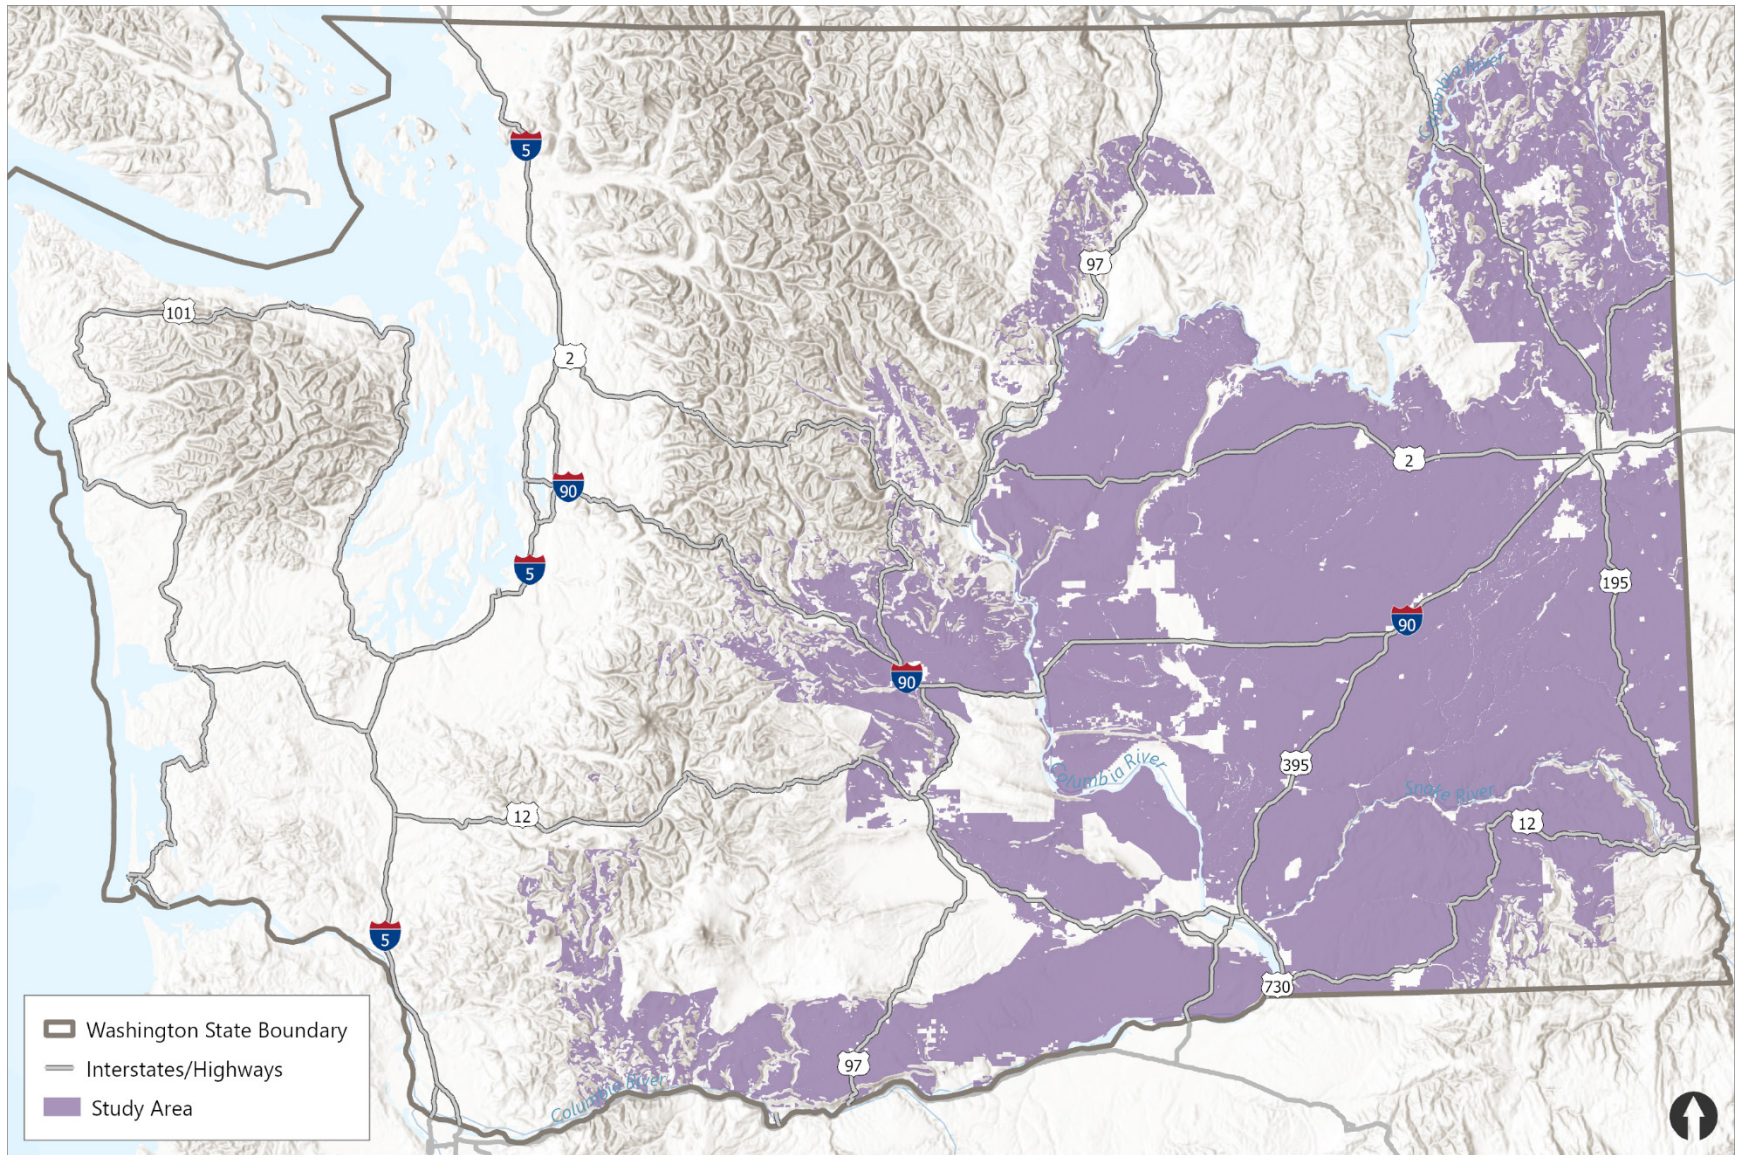 Columbia River
5
97
101
2
2
90
5
195
90
90
Columbia River
395
Snake River
12
12
5
730
97
Columbia River
Washington State Boundary
Interstates/Highways
Study Area